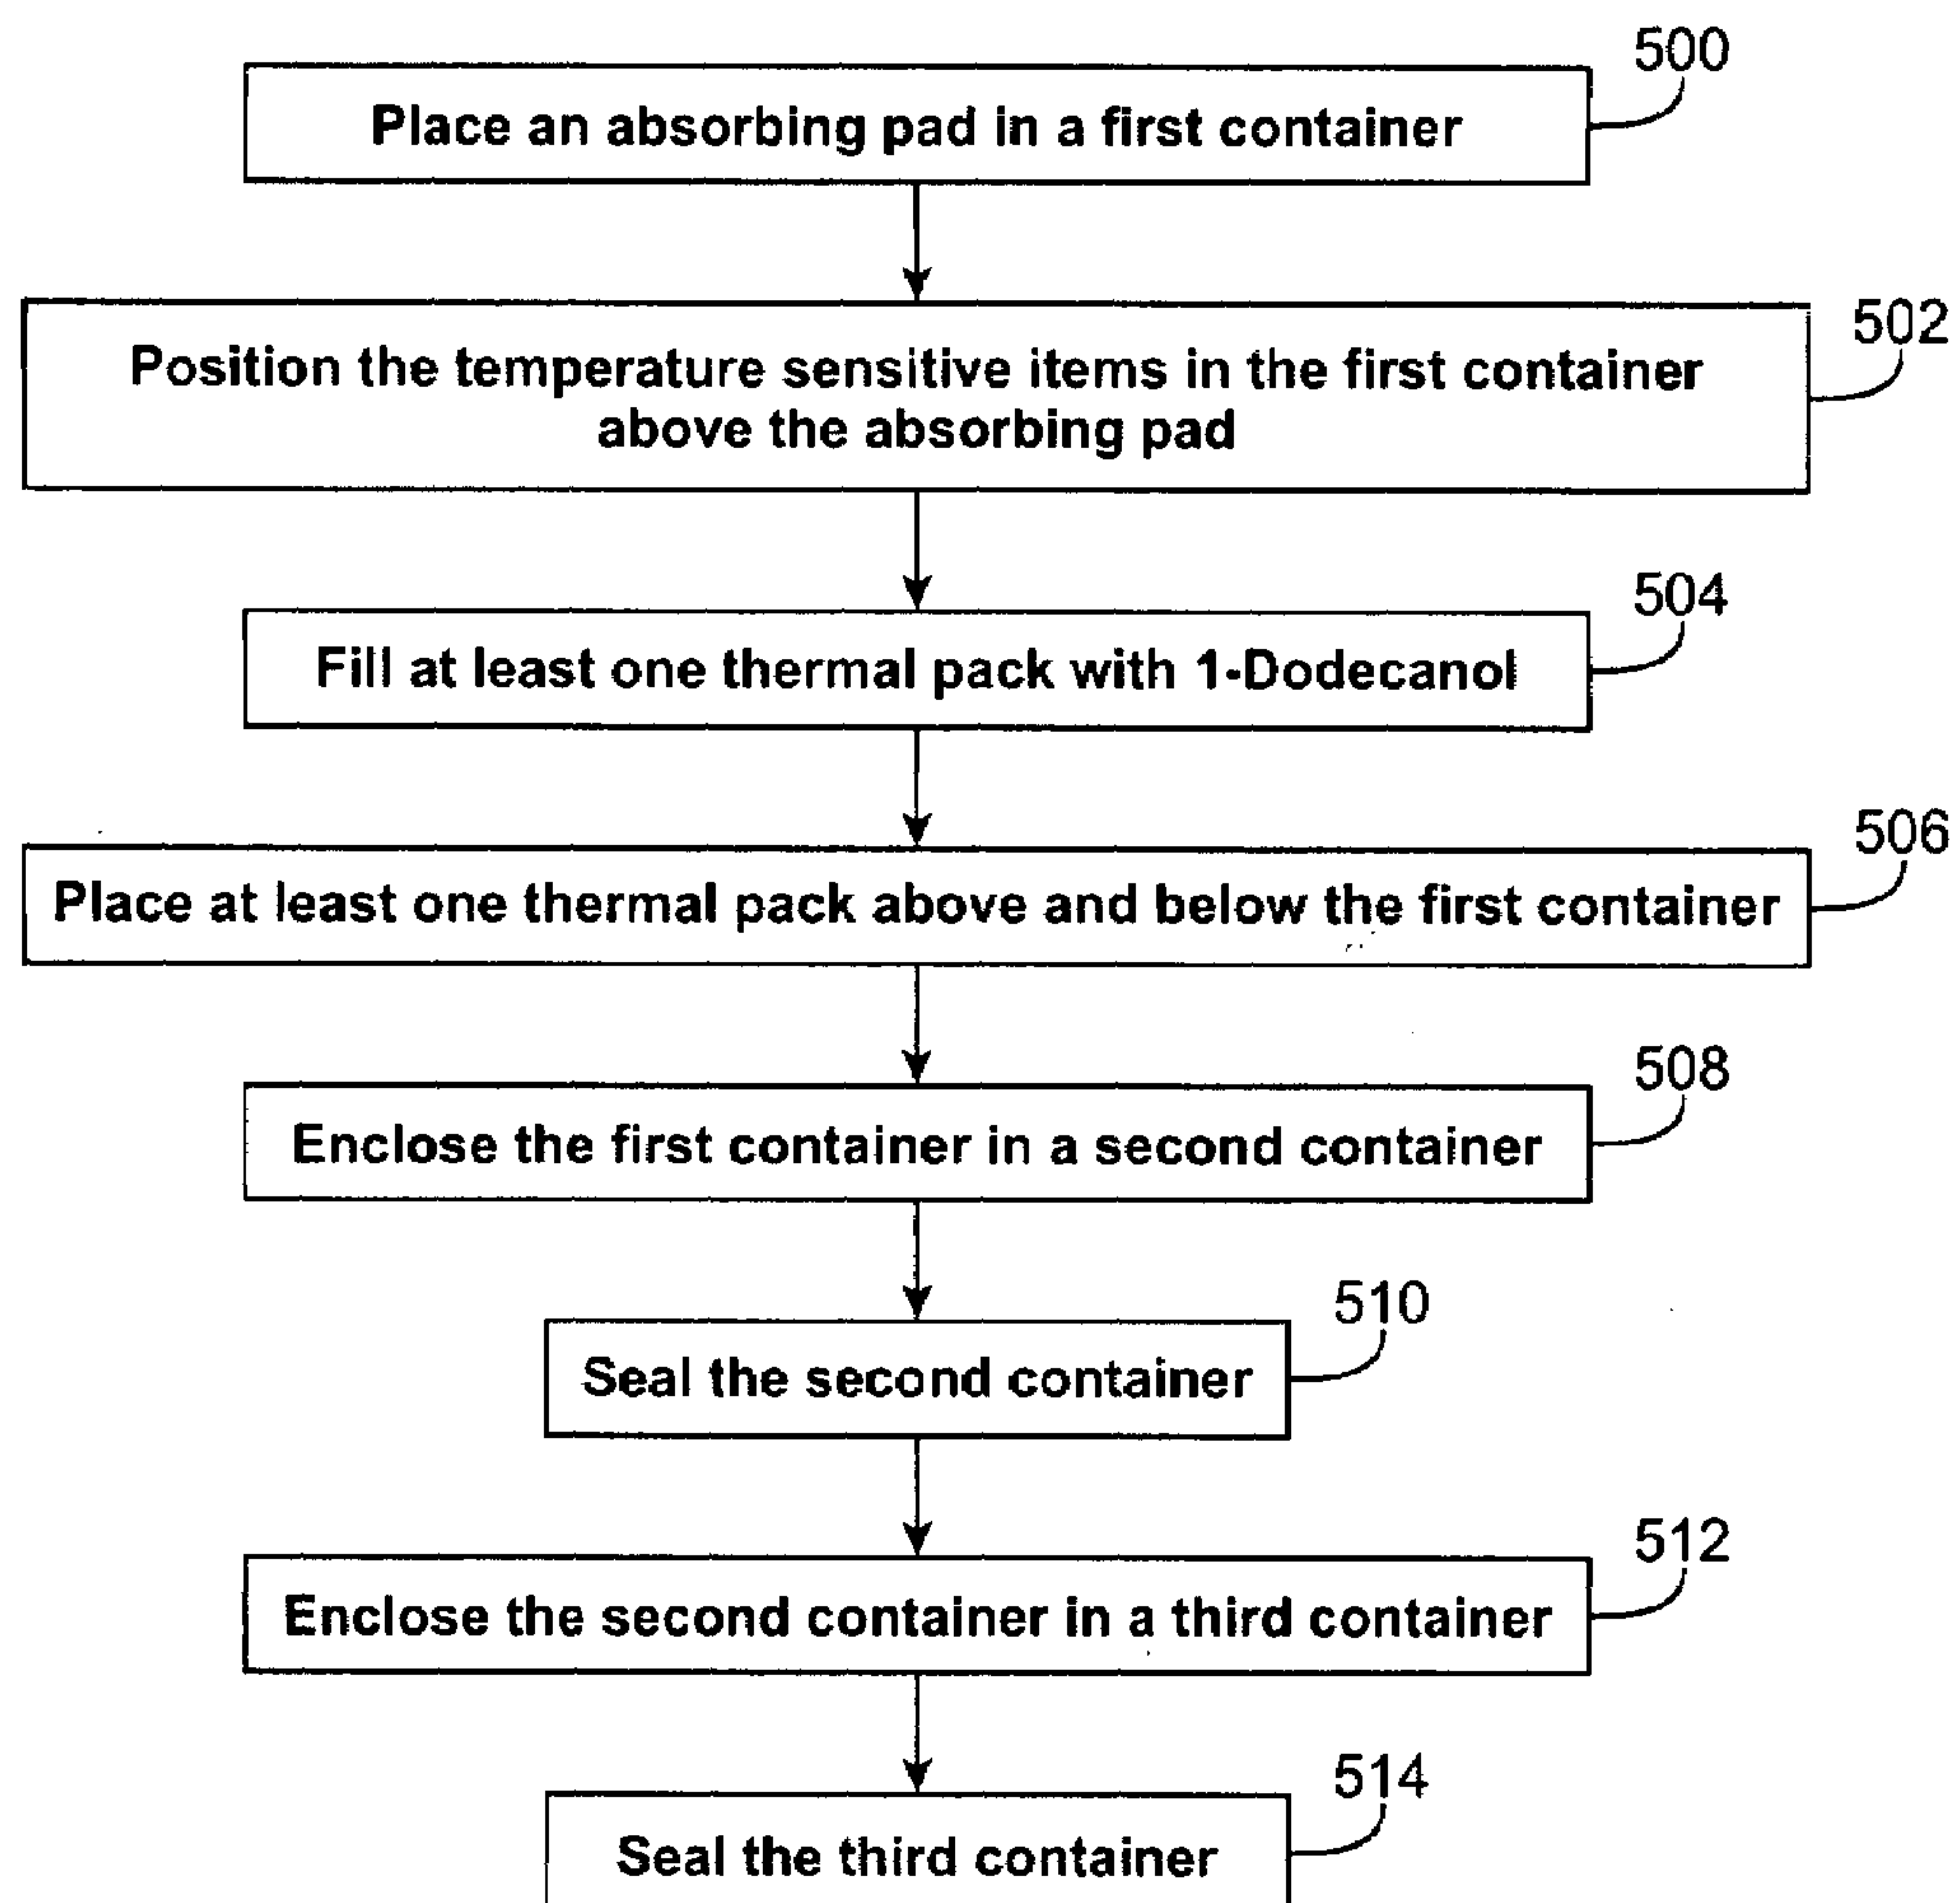 500
Place an absorbing pad in a first container
502
Position the temperature sensitive items in the first container
above the absorbing pad
504
Fill at least one thermal pack with 1-Dodecanol
506
Place at least one thermal pack above and below the first container
508
Enclose the first container in a second container
510
Seal the second container
512
Enclose the second container in a third container
514
Seal the third container